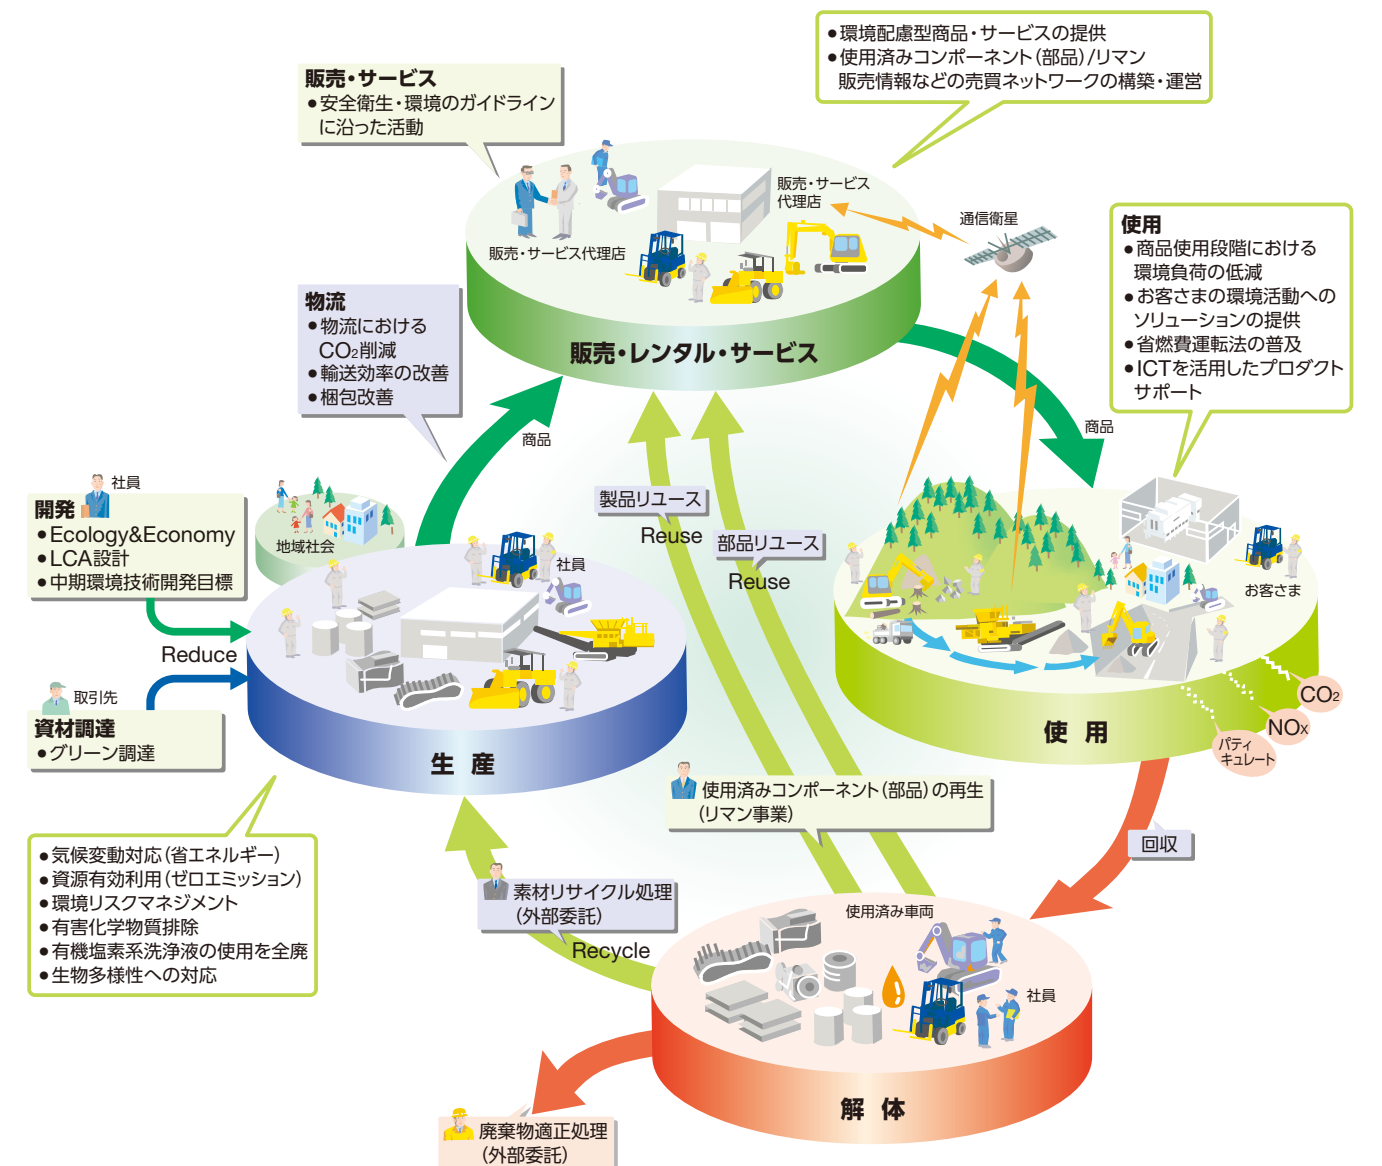 ●環境配慮型商品・サービスの提供
●使用済みコンポーネント(部品)/リマン
販売情報などの売買ネットワークの構築・運営
販売・サービス
●安全衛生・環境のガイドライン
に沿った活動
販売・サービス
代理店
販売・サービス代理店
通信衛星
使用
●商品使用段階における
環境負荷の低減
●お客さまの環境活動への
ソリューションの提供
●省燃費運転法の普及
●ICTを活用したプロダクト
サポート
物流
●物流における
CO₂削減
●輸送効率の改善
●梱包改善
販売・レンタル・サービス
商品
商品
社員
開発
●Ecology&Economy
●LCA設計
●中期環境技術開発目標
地域社会
社員
製品リユース
Reuse
部品リユース
Reuse
お客さま
Reduce
取引先
資材調達
●グリーン調達
生産
使用
CO₂
NOx
パティ
キュレート
使用済みコンポーネント(部品)の再生
(リマン事業)
回収
●気候変動対応(省エネルギー)
●資源有効利用(ゼロエミッション)
●環境リスクマネジメント
●有害化学物質排除
●有機塩素系洗浄液の使用を全廃
●生物多様性への対応
素材リサイクル処理
(外部委託)
Recycle
使用済み車両
社員
解体
廃棄物適正処理
(外部委託)